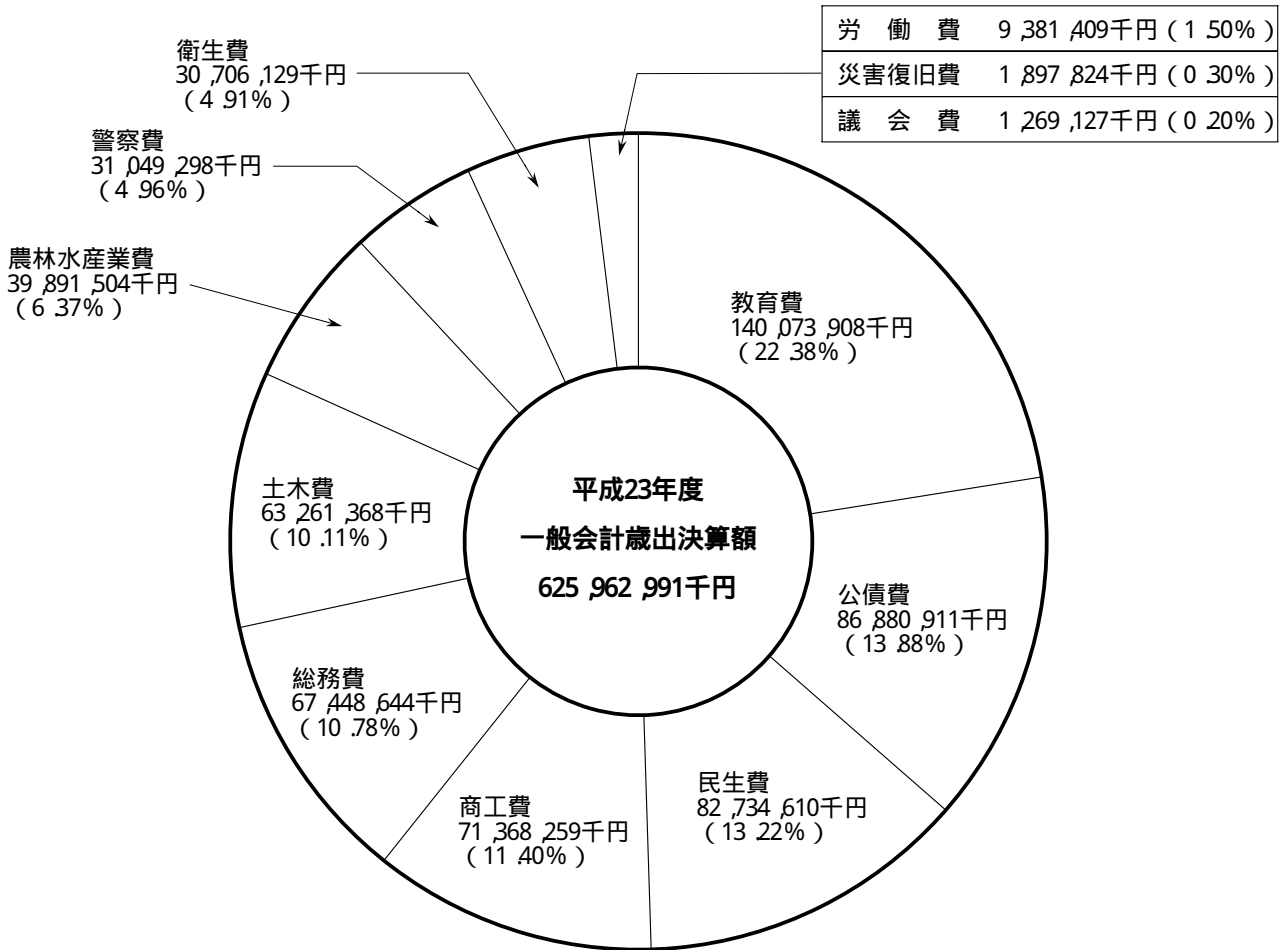 労働費 9,381,409千円(1.50%)
災害復旧費 1,897,824千円(0.30%)
議会費 1,269,127千円(0.20%)
衛生費
30,706,129千円
(4.91%)
警察費
31,049,298千円
(4.96%)
農林水産業費
39,891,504千円
(6.37%)
教育費
140,073,908千円
(22.38%)
土木費
63,261,368千円
(10.11%)
平成23年度
一般会計歳出決算額
625,962,991千円
公債費
86,880,911千円
(13.88%)
総務費
67,448,644千円
(10.78%)
民生費
82,734,610千円
(13.22%)
商工費
71,368,259千円
(11.40%)